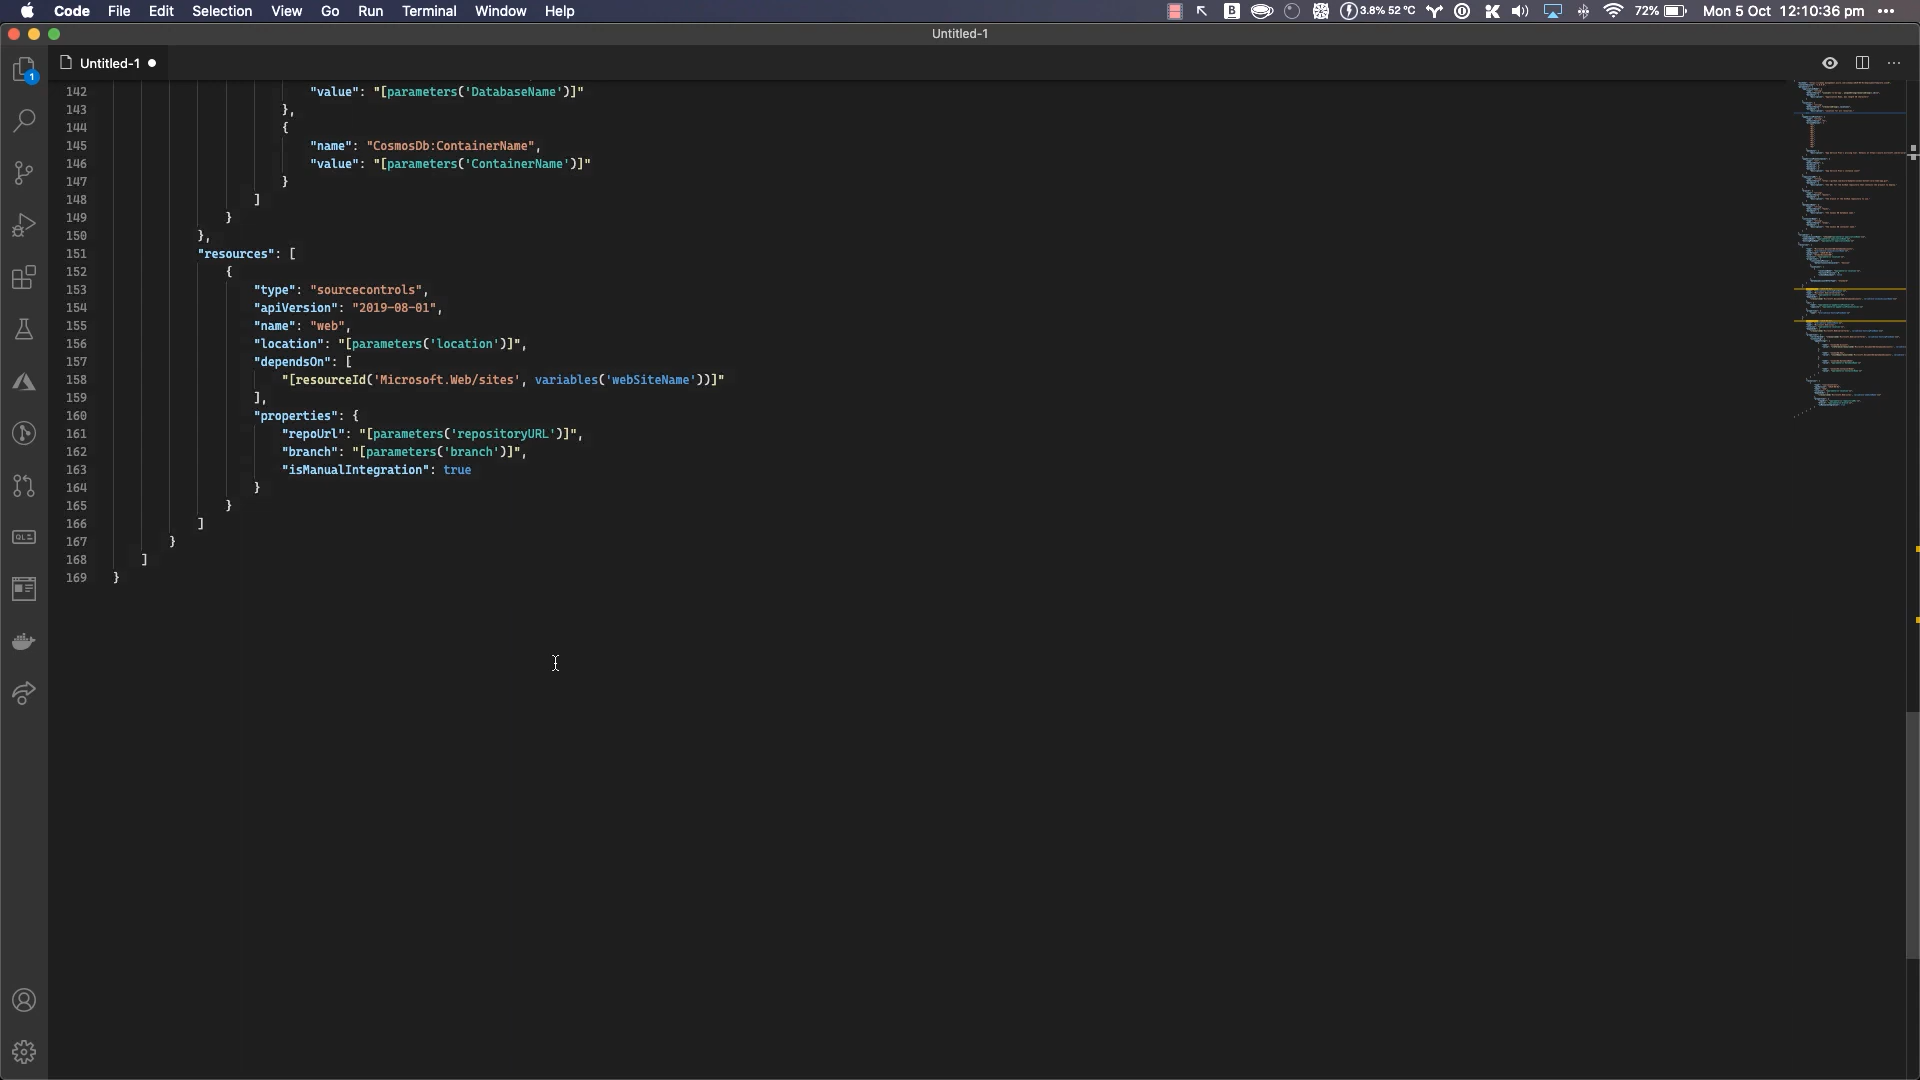 Code File Edit Selection View Go Run Terminal Window Help 3.8% 52°C 72% Mon 5 Oct 12:10:36 pm
Untitled-1
Untitled-1
1
142 "value": "[parameters('DatabaseName')]"
143 },
144 {
145 "name": "CosmosDb:ContainerName",
146 "value": "[parameters('ContainerName')]"
147 }
148 ]
149 }
150 },
151 "resources": [
152 {
153 "type": "sourcecontrols",
154 "apiVersion": "2019-08-01",
155 "name": "web",
156 "location": "[parameters('location')]",
157 "dependsOn": [
158 "[resourceId('Microsoft.Web/sites', variables('webSiteName'))]"
159 ],
160 "properties": {
161 "repoUrl": "[parameters('repositoryURL')]",
162 "branch": "[parameters('branch')]",
163 "isManualIntegration": true
164 }
165 }
166 ]
167 }
168 ]
169 }